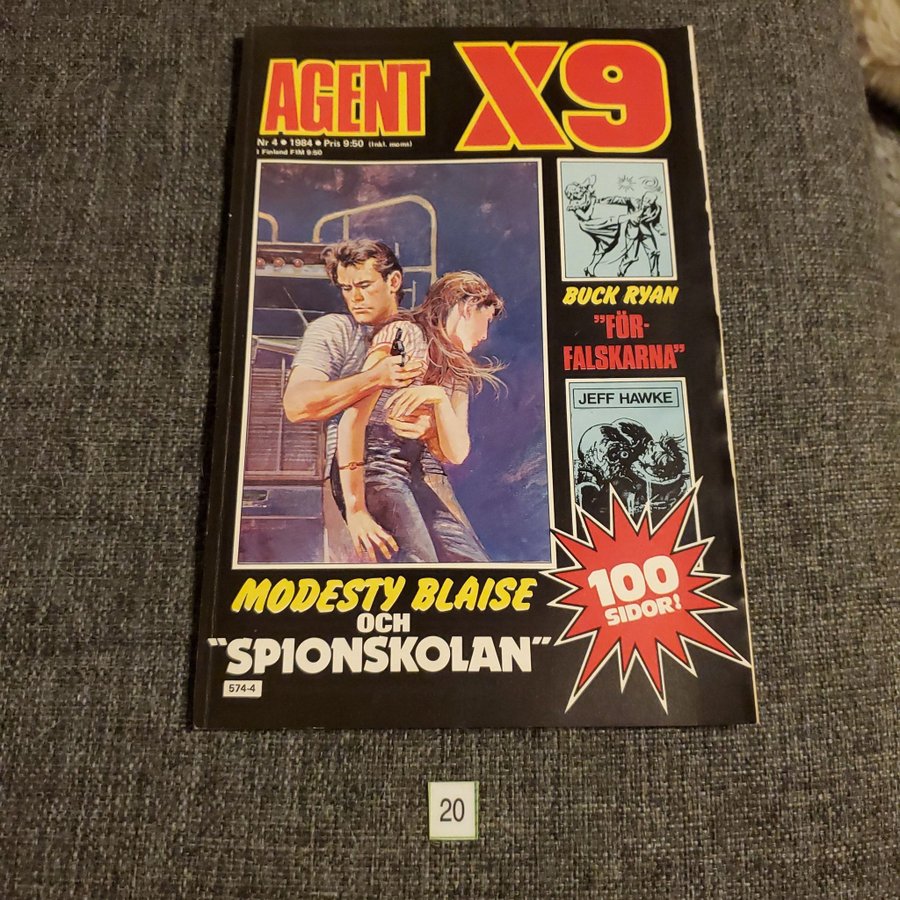 AGENT X9
Nr 4 • 1984 • Pris 9:50 (Inkl. moms)
I Finland FIM 9:50
BUCK RYAN
"FÖR-
FALSKARNA"
JEFF HAWKE
100
SIDOR!
MODESTY BLAISE
OCH
"SPIONSKOLAN"
574-4
20